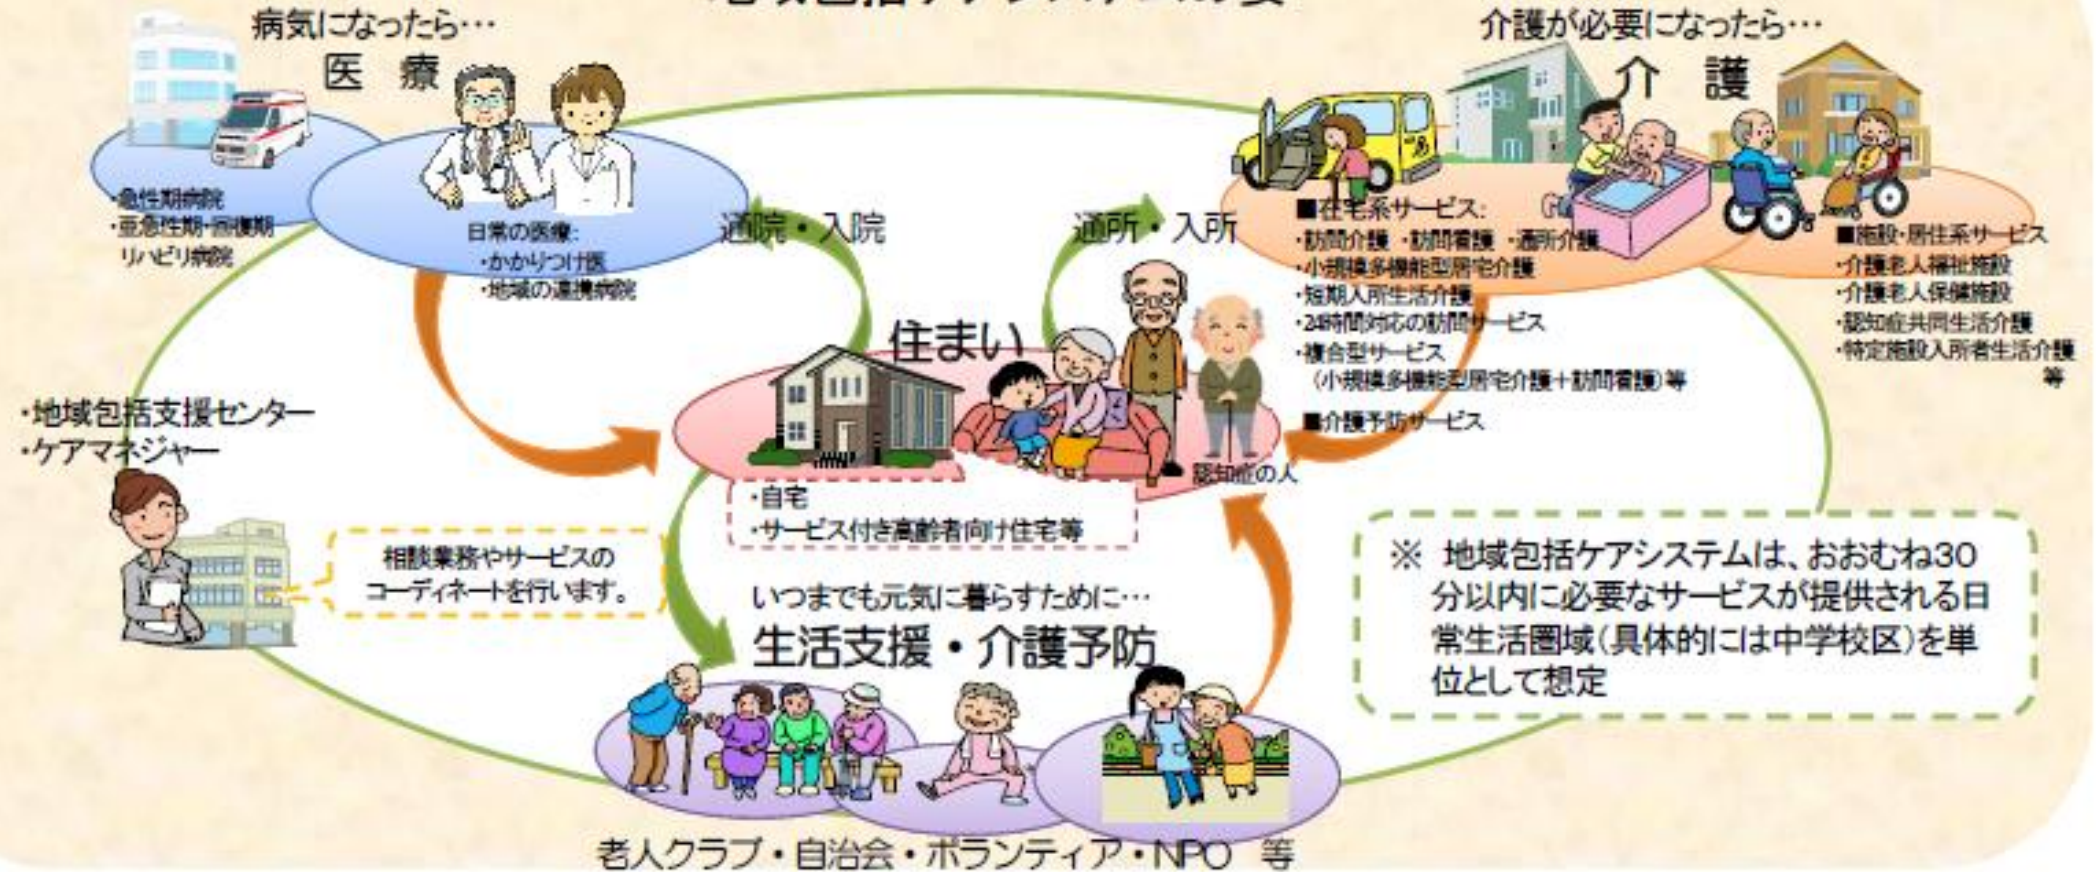 病気になったら…
医 療
・急性期病院
・亜急性期・回復期
リハビリ病院
日常の医療:
・かかりつけ医
・地域の連携病院
通院・入院
通所・入所
介護が必要になったら…
介 護
■在宅系サービス:
・訪問介護 ・訪問看護 ・通所介護
・小規模多機能型居宅介護
・短期入所生活介護
・24時間対応の訪問サービス
・複合型サービス
(小規模多機能型居宅介護+訪問看護)等
■介護予防サービス
■施設・居住系サービス
・介護老人福祉施設
・介護老人保健施設
・認知症共同生活介護
・特定施設入所者生活介護
等
住まい
認知症の人
・自宅
・サービス付き高齢者向け住宅等
・地域包括支援センター
・ケアマネジャー
相談業務やサービスの
コーディネートを行います。
いつまでも元気に暮らすために…
生活支援・介護予防
老人クラブ・自治会・ボランティア・NPO 等
※ 地域包括ケアシステムは、おおむね30
分以内に必要なサービスが提供される日
常生活圏域(具体的には中学校区)を単
位として想定